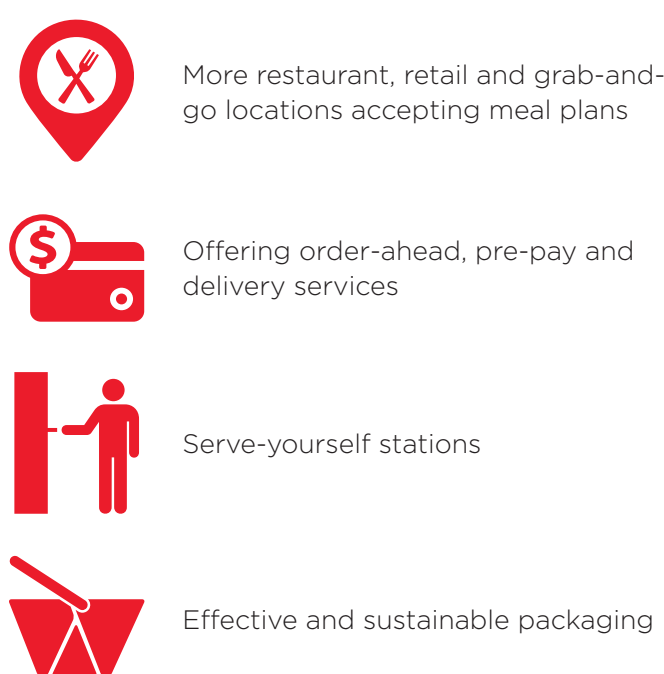 More restaurant, retail and grab-and-
go locations accepting meal plans
$
Offering order-ahead, pre-pay and
delivery services
Serve-yourself stations
Effective and sustainable packaging